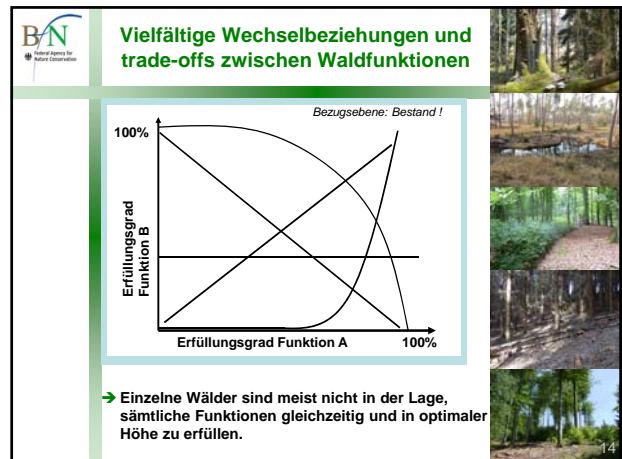 BfN
Federal Agency for
Nature Conservation
Vielfältige Wechselbeziehungen und
trade-offs zwischen Waldfunktionen
Bezugsebene: Bestand !
100%
Erfüllungsgrad
Funktion B
Erfüllungsgrad Funktion A
100%
➔ Einzelne Wälder sind meist nicht in der Lage,
sämtliche Funktionen gleichzeitig und in optimaler
Höhe zu erfüllen.
14